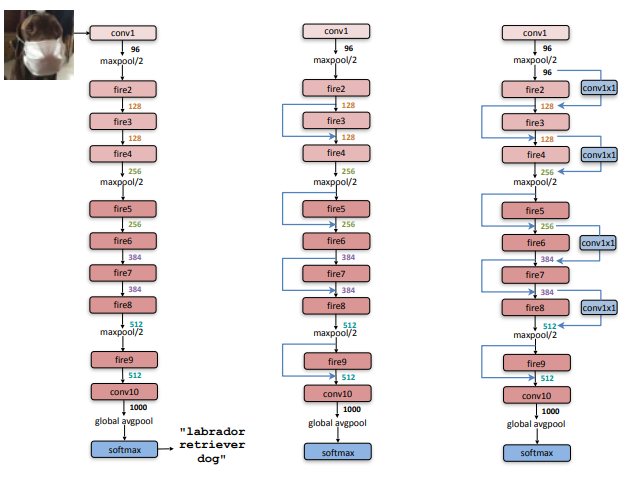 conv1
96
maxpool/2
fire2
128
fire3
128
fire4
256
maxpool/2
fire5
256
fire6
384
fire7
384
fire8
512
maxpool/2
fire9
512
conv10
1000
global avgpool
softmax
"labrador
retriever
dog"
conv1
96
maxpool/2
fire2
128
fire3
128
fire4
256
maxpool/2
fire5
256
fire6
384
fire7
384
fire8
512
maxpool/2
fire9
512
conv10
1000
global avgpool
softmax
conv1
96
maxpool/2
96
conv1x1
fire2
128
fire3
128
fire4
conv1x1
256
maxpool/2
fire5
256
fire6
conv1x1
384
fire7
384
fire8
conv1x1
512
maxpool/2
fire9
512
conv10
1000
global avgpool
softmax